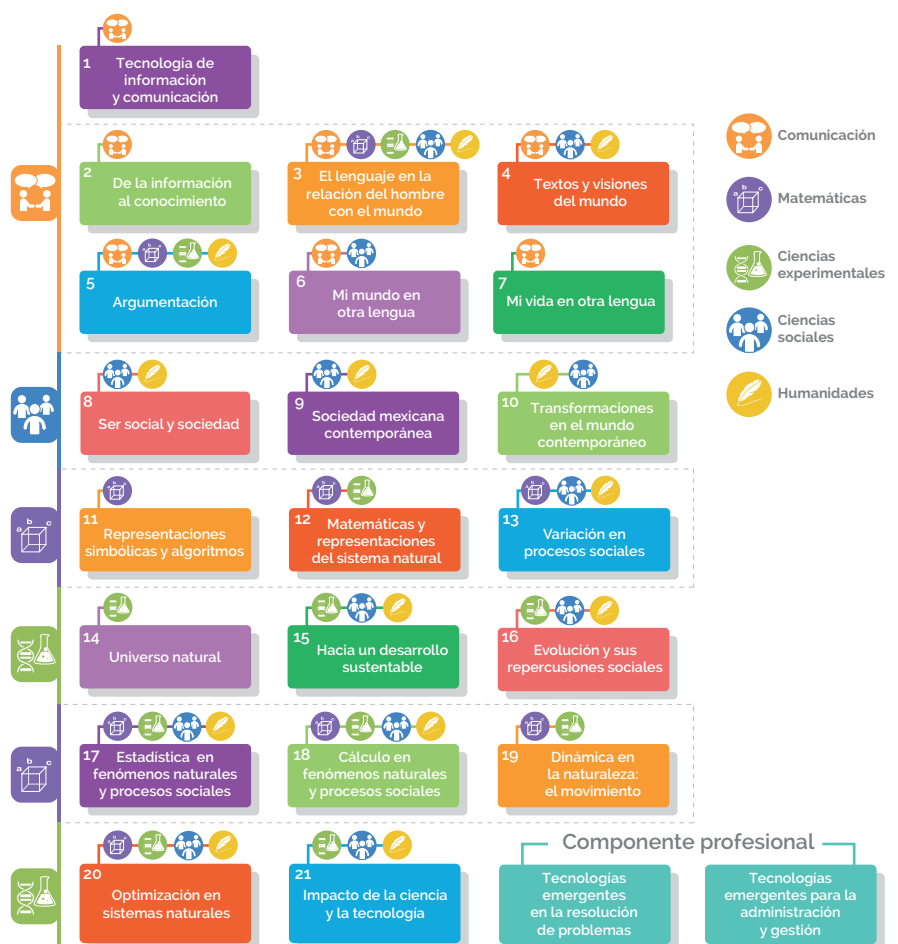 1
Tecnología de
información
y comunicación
2
De la información
al conocimiento
3
El lenguaje en la
relación del hombre
con el mundo
4
Textos y visiones
del mundo
5
Argumentación
6
Mi mundo en
otra lengua
7
Mi vida en otra lengua
8
Ser social y sociedad
9
Sociedad mexicana
contemporánea
10
Transformaciones
en el mundo
contemporáneo
11
Representaciones
simbólicas y algoritmos
12
Matemáticas y
representaciones
del sistema natural
13
Variación en
procesos sociales
14
Universo natural
15
Hacia un desarrollo
sustentable
16
Evolución y sus
repercusiones sociales
17
Estadística en
fenómenos naturales
y procesos sociales
18
Cálculo en
fenómenos naturales
y procesos sociales
19
Dinámica en
la naturaleza:
el movimiento
20
Optimización en
sistemas naturales
21
Impacto de la ciencia
y la tecnología
Componente profesional
Tecnologías
emergentes
en la resolución
de problemas
Tecnologías
emergentes para la
administración
y gestión
Comunicación
a b c
Matemáticas
Ciencias
experimentales
Ciencias
sociales
Humanidades